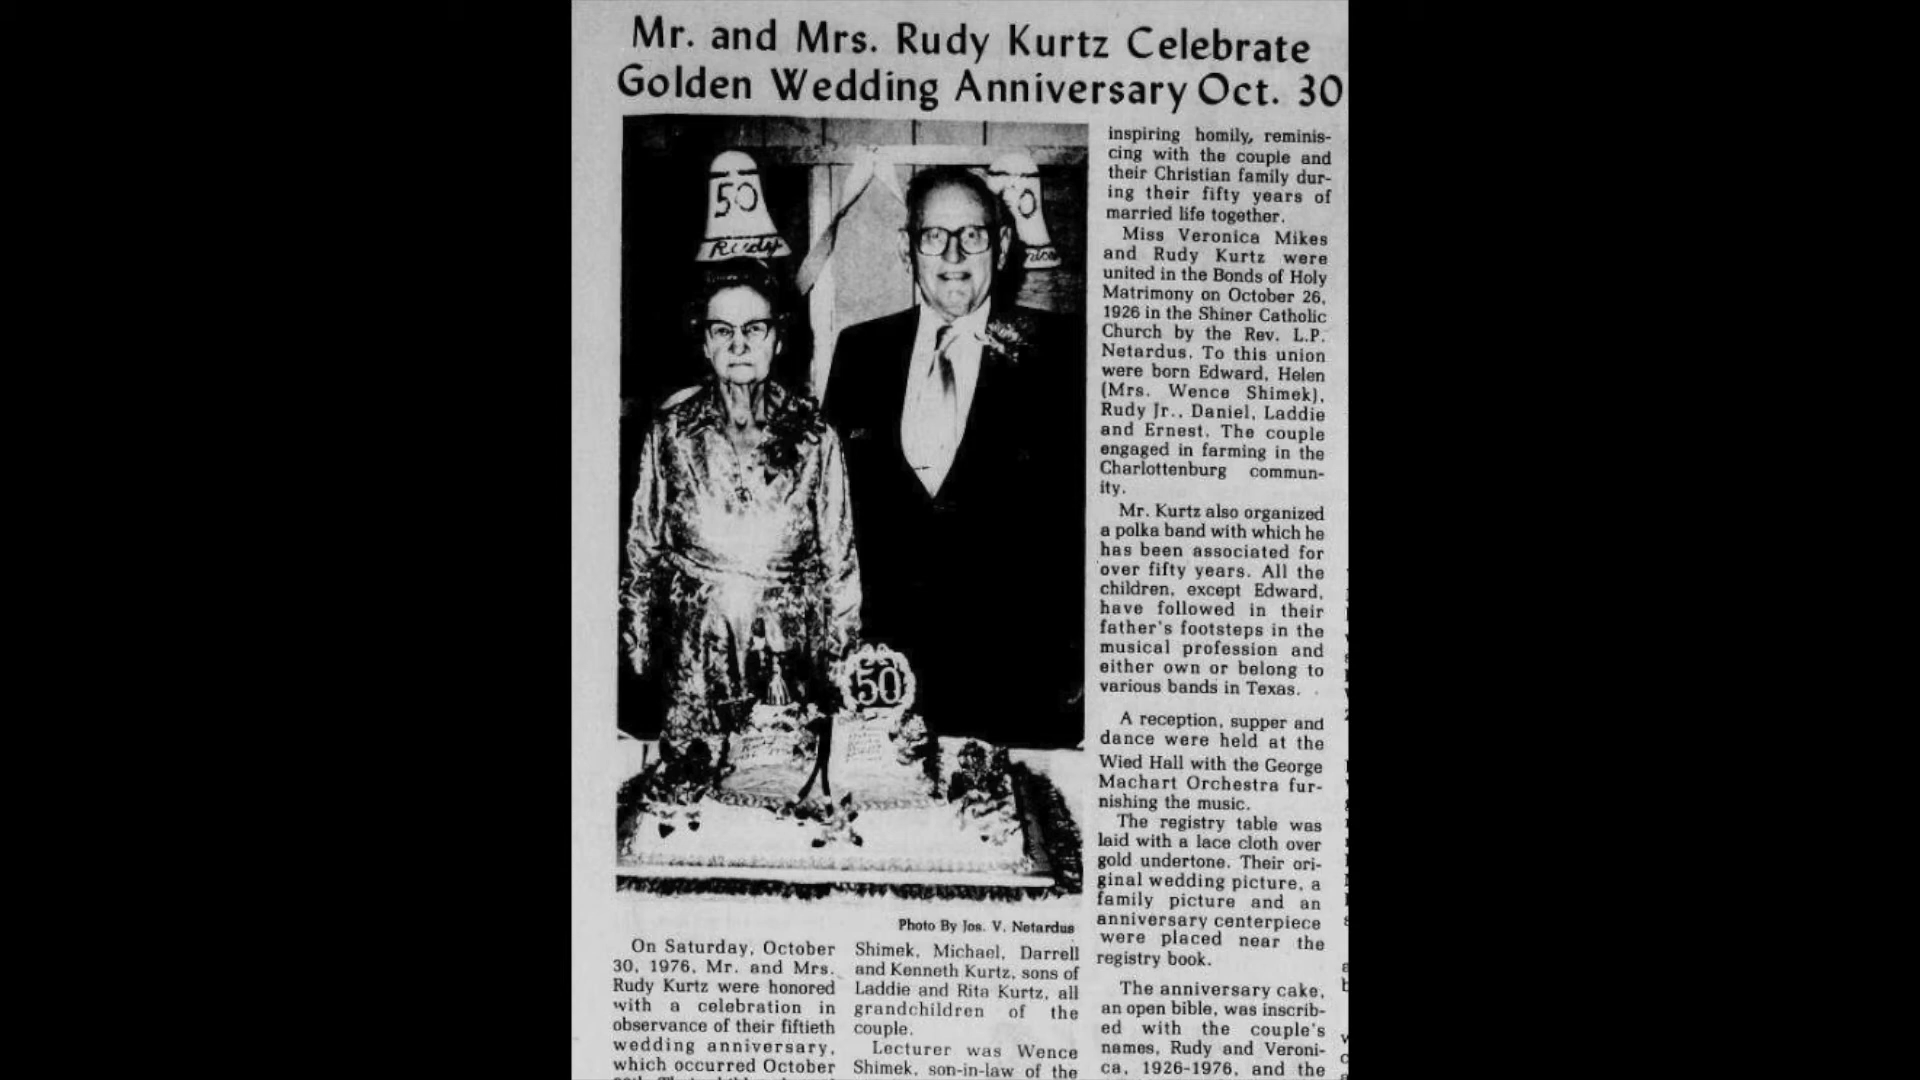 Mr. and Mrs. Rudy Kurtz Celebrate
Golden Wedding Anniversary Oct. 30
50
Rudy
50
Photo By Jos. V. Netardus
On Saturday, October
30, 1976, Mr. and Mrs.
Rudy Kurtz were honored
with a celebration in
observance of their fiftieth
wedding anniversary,
which occurred October
Shimek, Michael, Darrell
and Kenneth Kurtz, sons of
Laddie and Rita Kurtz, all
grandchildren of the
couple.
Lecturer was Wence
Shimek, son-in-law of the
inspiring homily, reminis-
cing with the couple and
their Christian family dur-
ing their fifty years of
married life together.
Miss Veronica Mikes
and Rudy Kurtz were
united in the Bonds of Holy
Matrimony on October 26,
1926 in the Shiner Catholic
Church by the Rev. L.P.
Netardus. To this union
were born Edward, Helen
(Mrs. Wence Shimek),
Rudy Jr., Daniel, Laddie
and Ernest. The couple
engaged in farming in the
Charlottenburg commun-
ity.
Mr. Kurtz also organized
a polka band with which he
has been associated for
over fifty years. All the
children, except Edward,
have followed in their
father's footsteps in the
musical profession and
either own or belong to
various bands in Texas.
A reception, supper and
dance were held at the
Wied Hall with the George
Machart Orchestra fur-
nishing the music.
The registry table was
laid with a lace cloth over
gold undertone. Their ori-
ginal wedding picture, a
family picture and an
anniversary centerpiece
were placed near the
registry book.
The anniversary cake,
an open bible, was inscrib-
ed with the couple's
names, Rudy and Veroni-
ca, 1926-1976, and the